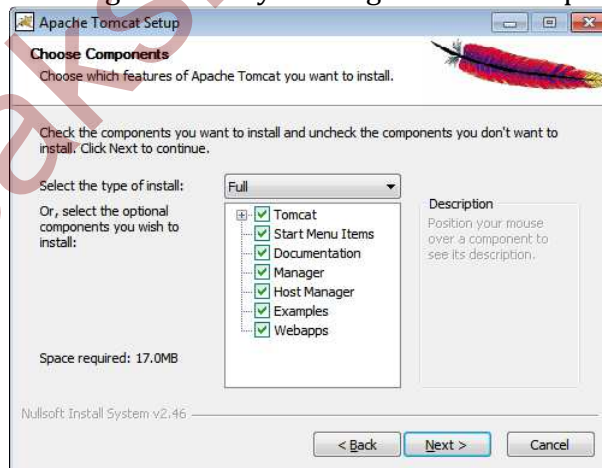 Apache Tomcat Setup
Choose Components
Choose which features of Apache Tomcat you want to install.
Check the components you want to install and uncheck the components you don't want to
install. Click Next to continue.
Select the type of install:
Full
Or, select the optional
components you wish to
install:
Tomcat
Start Menu Items
Documentation
Manager
Host Manager
Examples
Webapps
Description
Position your mouse
over a component to
see its description.
Space required: 17.0MB
Nullsoft Install System v2.46
< Back
Next >
Cancel